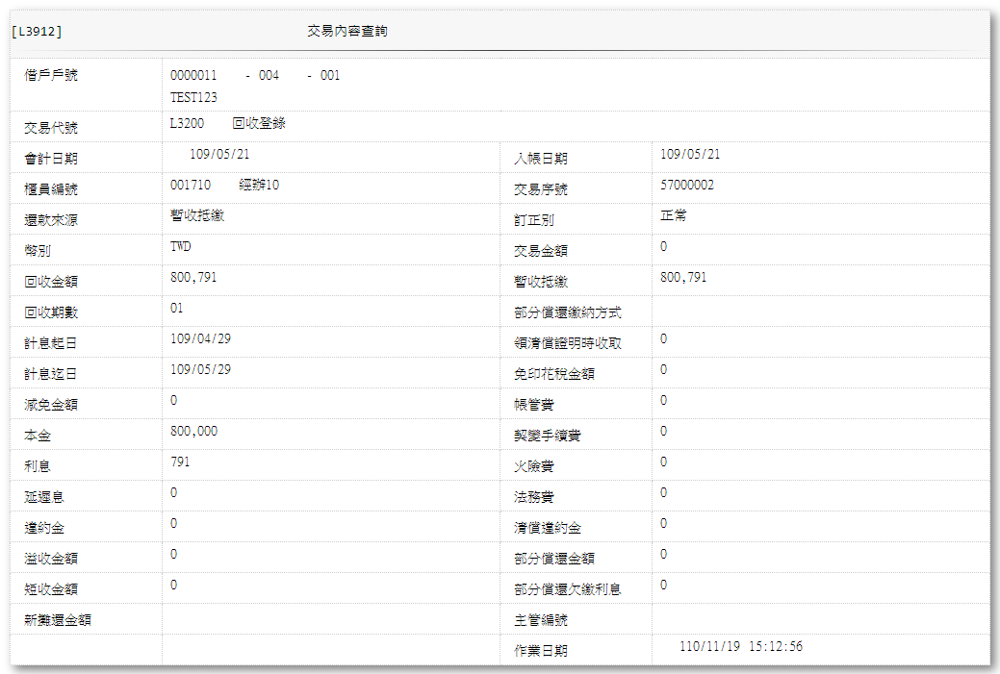 [L3912] 交易內容查詢
借戶戶號 0000011 - 004 - 001
TEST123
交易代號 L3200 回收登錄
會計日期 109/05/21 入帳日期 109/05/21
櫃員編號 001710 經辦10 交易序號 57000002
還款來源 暫收抵繳 訂正別 正常
幣別 TWD 交易金額 0
回收金額 800,791 暫收抵繳 800,791
回收期數 01 部分償還繳納方式
計息起日 109/04/29 領清償證明時收取 0
計息迄日 109/05/29 免印花稅金額 0
減免金額 0 帳管費 0
本金 800,000 契變手續費 0
利息 791 火險費 0
延遲息 0 法務費 0
違約金 0 清償違約金 0
溢收金額 0 部分償還金額 0
短收金額 0 部分償還欠繳利息 0
新攤還金額 主管編號
作業日期 110/11/19 15:12:56